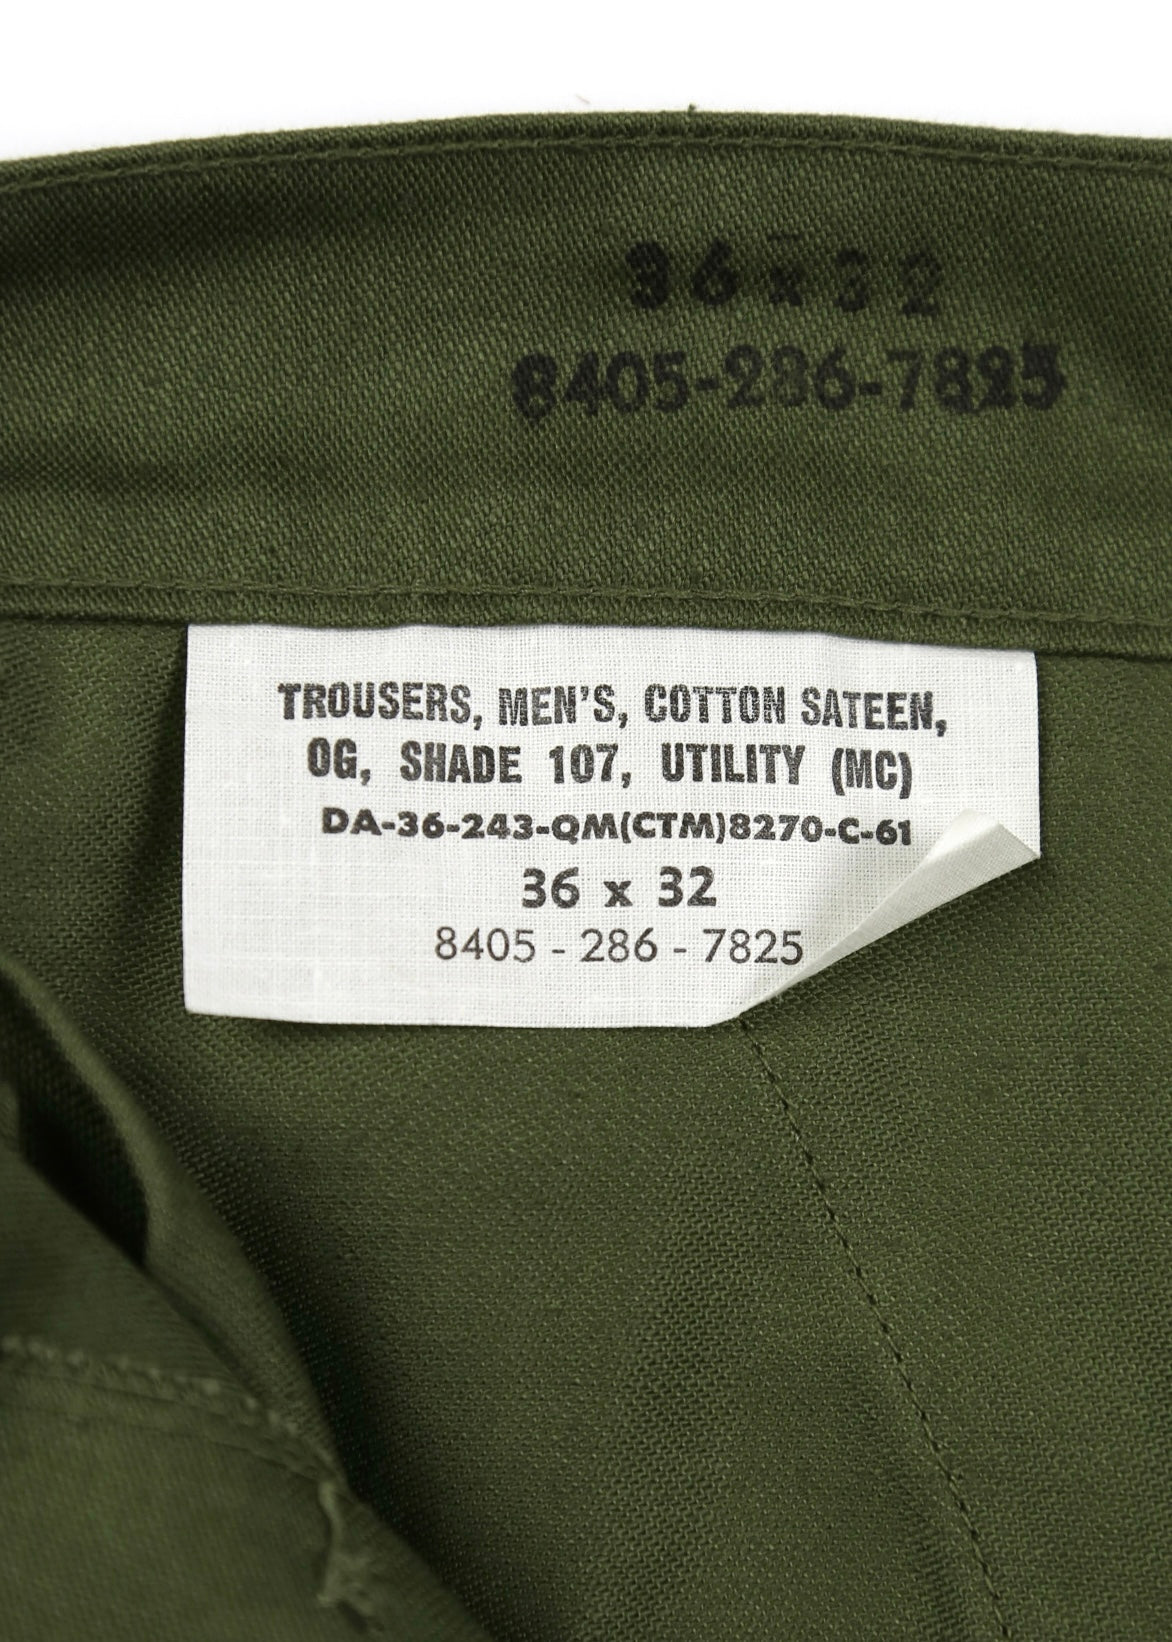 36 x 32
8405-286-7825
TROUSERS, MEN'S, COTTON SATEEN,
OG, SHADE 107, UTILITY (MC)
DA-36-243-QM(CTM)8270-C-61
36 x 32
8405 - 286 - 7825